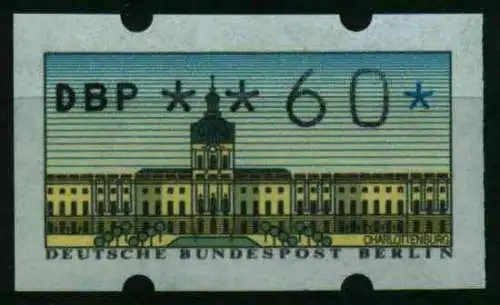 DBP ** 60*
CHARLOTTENBURG
DEUTSCHE BUNDESPOST BERLIN